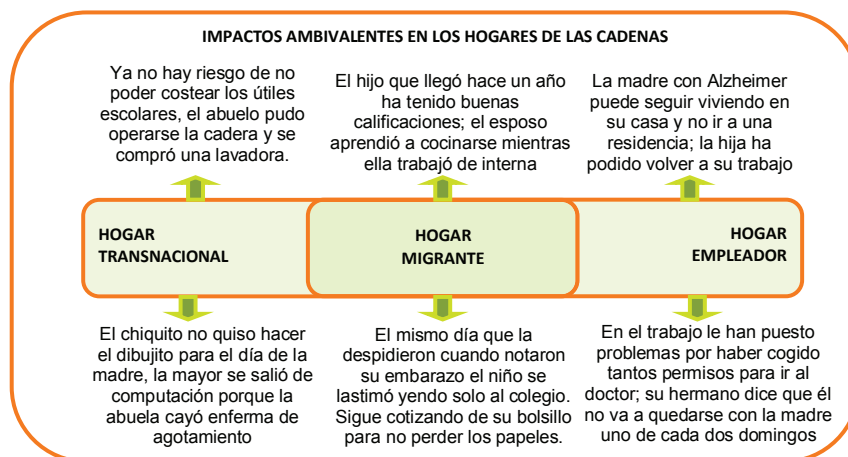 IMPACTOS AMBIVALENTES EN LOS HOGARES DE LAS CADENAS
Ya no hay riesgo de no
poder costear los útiles
escolares, el abuelo pudo
operarse la cadera y se
compró una lavadora.
El hijo que llegó hace un año
ha tenido buenas
calificaciones; el esposo
aprendió a cocinarse mientras
ella trabajó de interna
La madre con Alzheimer
puede seguir viviendo en
su casa y no ir a una
residencia; la hija ha
podido volver a su trabajo
HOGAR
TRANSNACIONAL
HOGAR
MIGRANTE
HOGAR
EMPLEADOR
El chiquito no quiso hacer
el dibujito para el día de la
madre, la mayor se salió de
computación porque la
abuela cayó enferma de
agotamiento
El mismo día que la
despidieron cuando notaron
su embarazo el niño se
lastimó yendo solo al colegio.
Sigue cotizando de su bolsillo
para no perder los papeles.
En el trabajo le han puesto
problemas por haber cogido
tantos permisos para ir al
doctor; su hermano dice que él
no va a quedarse con la madre
uno de cada dos domingos